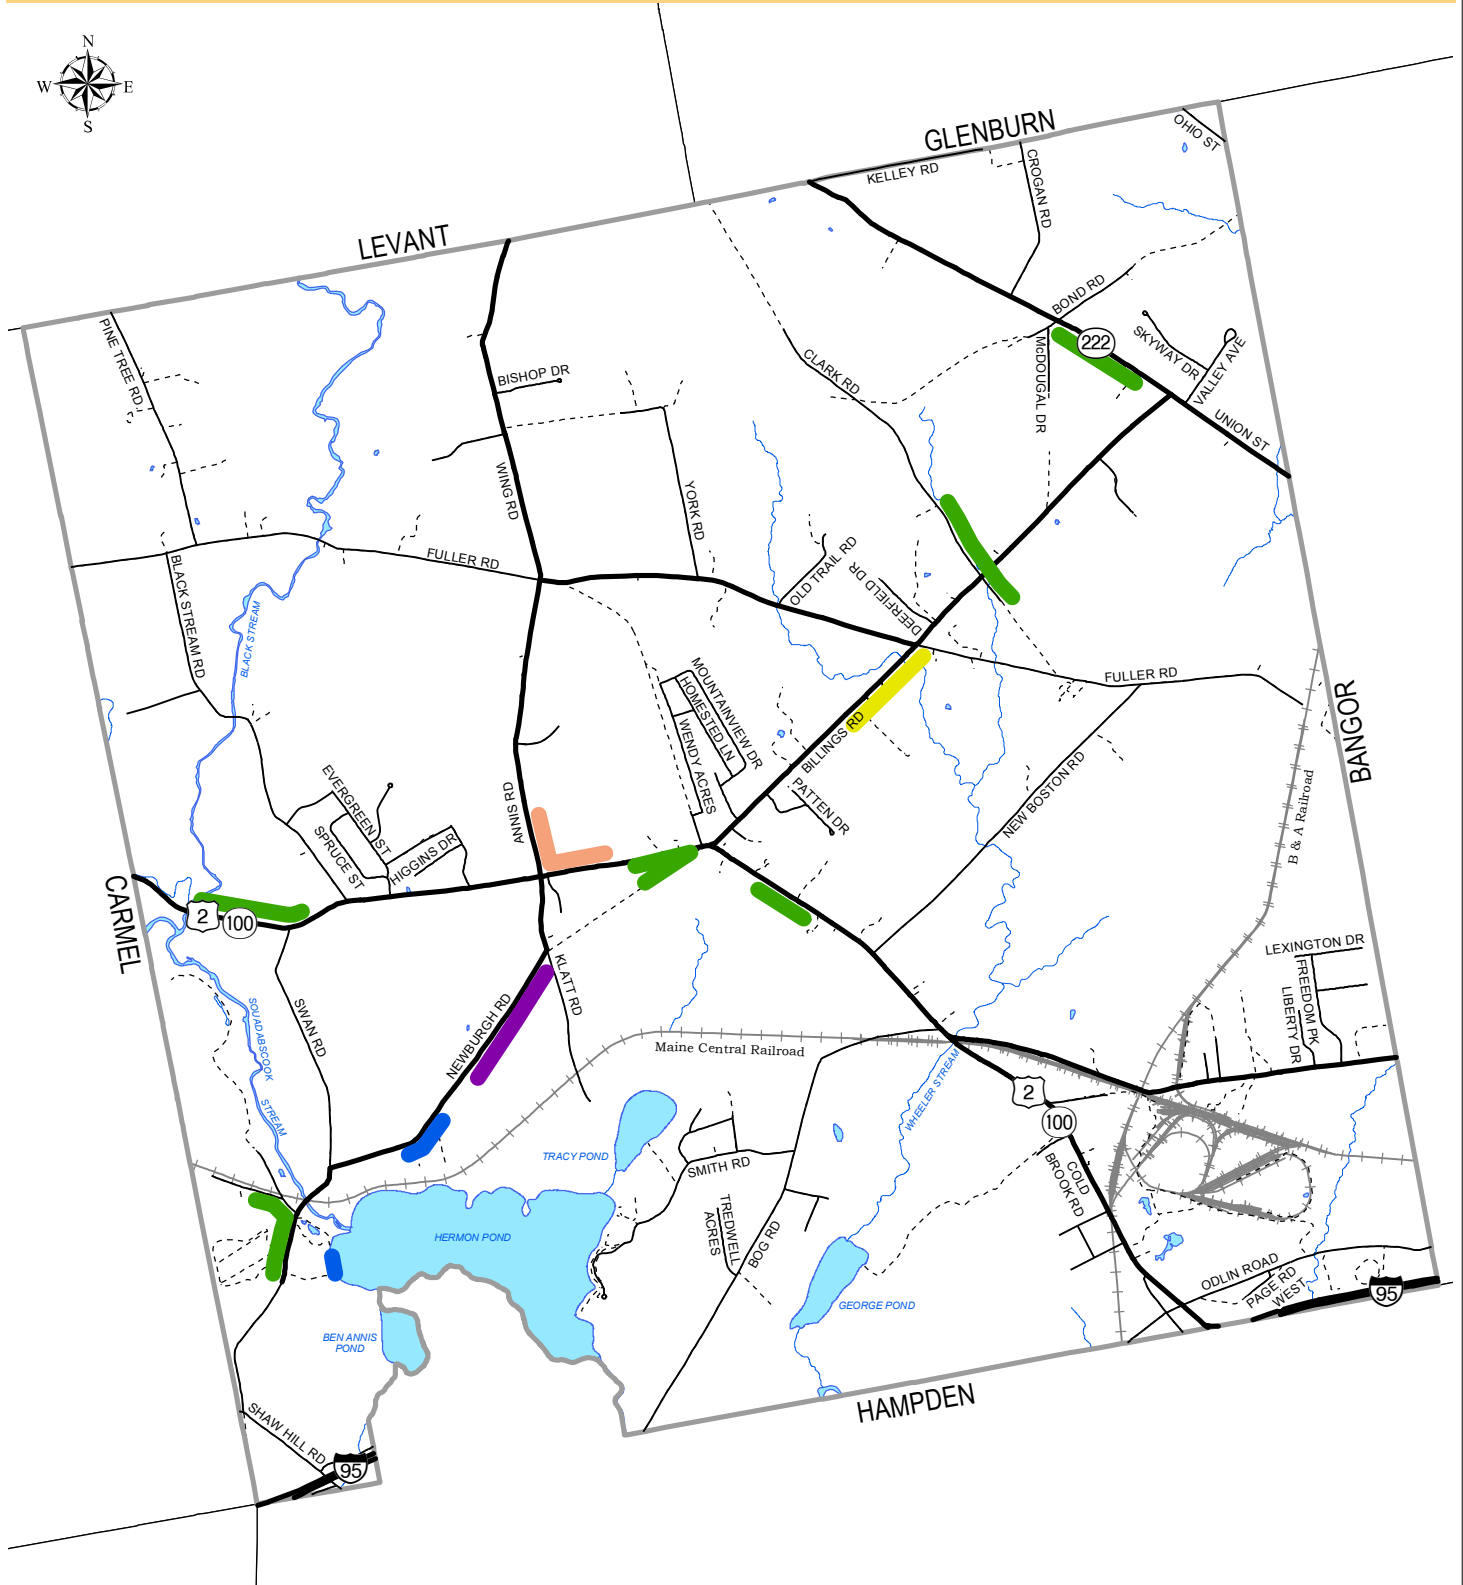 N
W E
S
GLENBURN
OHIO ST
KELLEY RD
CROGAN RD
LEVANT
BOND RD
PINE TREE RD
222
SKYWAY DR
VALLEY AVE
McDOUGAL DR
CLARK RD
BISHOP DR
UNION ST
WING RD
YORK RD
FULLER RD
OLD TRAIL RD
DEERFIELD DR
BLACK STREAM RD
BLACK STREAM
FULLER RD
MOUNTAINVIEW DR
HOMESTED LN
WENDY ACRES
BILLINGS RD
BANGOR
NEW BOSTON RD
PATTEN DR
B & A Railroad
EVERGREEN ST
SPRUCE ST
HIGGINS DR
ANNIS RD
CARMEL
2
100
LEXINGTON DR
FREEDOM PK
LIBERTY DR
KLATT RD
NEWBURGH RD
SWAN RD
SOUADABSCOOK
STREAM
Maine Central Railroad
WHEELER STREAM
2
100
TRACY POND
SMITH RD
COLD
BROOK RD
TREDWELL
ACRES
BOG RD
HERMON POND
ODLIN ROAD
PAGE RD
WEST
95
GEORGE POND
BEN ANNIS
POND
HAMPDEN
SHAW HILL RD
95